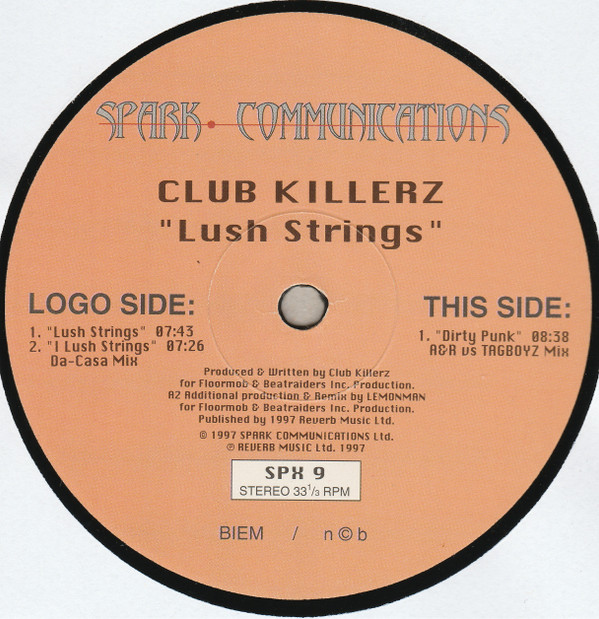 SPARK COMMUNICATIONS
CLUB KILLERZ
"Lush Strings"
LOGO SIDE:
1. "Lush Strings" 07:43
2. "I Lush Strings" 07:26
Da-Casa Mix
THIS SIDE:
1. "Dirty Punk" 08:38
A&R vs TAGBOYZ Mix
Produced & Written by Club Killerz
for Floormob & Beatraiders Inc. Production.
A2 Additional production & Remix by LEMONMAN
for Floormob & Beatraiders Inc. Production.
Published by 1997 Reverb Music Ltd.
© 1997 SPARK COMMUNICATIONS Ltd.
℗ REVERB MUSIC Ltd. 1997
SPX 9
STEREO 33 1/3 RPM
BIEM / n©b